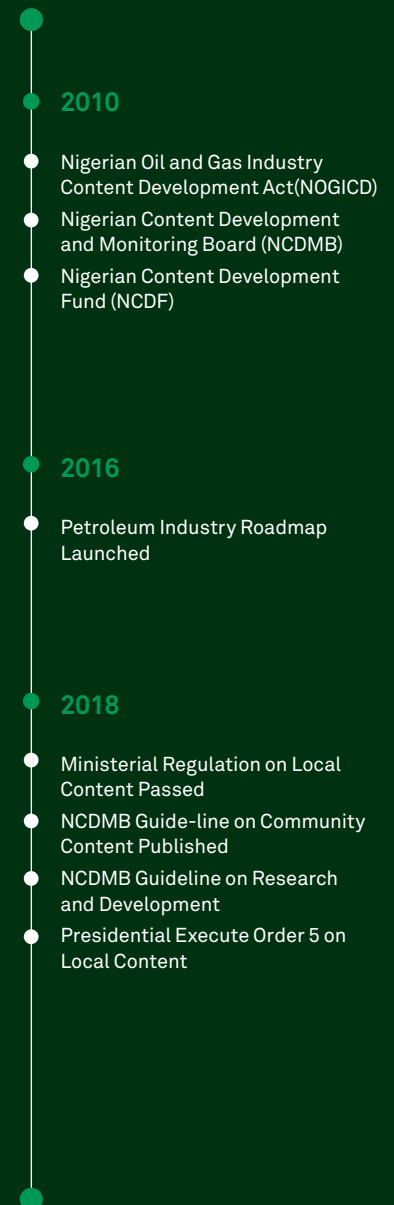 2010
Nigerian Oil and Gas Industry
Content Development Act(NOGICD)
Nigerian Content Development
and Monitoring Board (NCDMB)
Nigerian Content Development
Fund (NCDF)
2016
Petroleum Industry Roadmap
Launched
2018
Ministerial Regulation on Local
Content Passed
NCDMB Guide-line on Community
Content Published
NCDMB Guideline on Research
and Development
Presidential Execute Order 5 on
Local Content